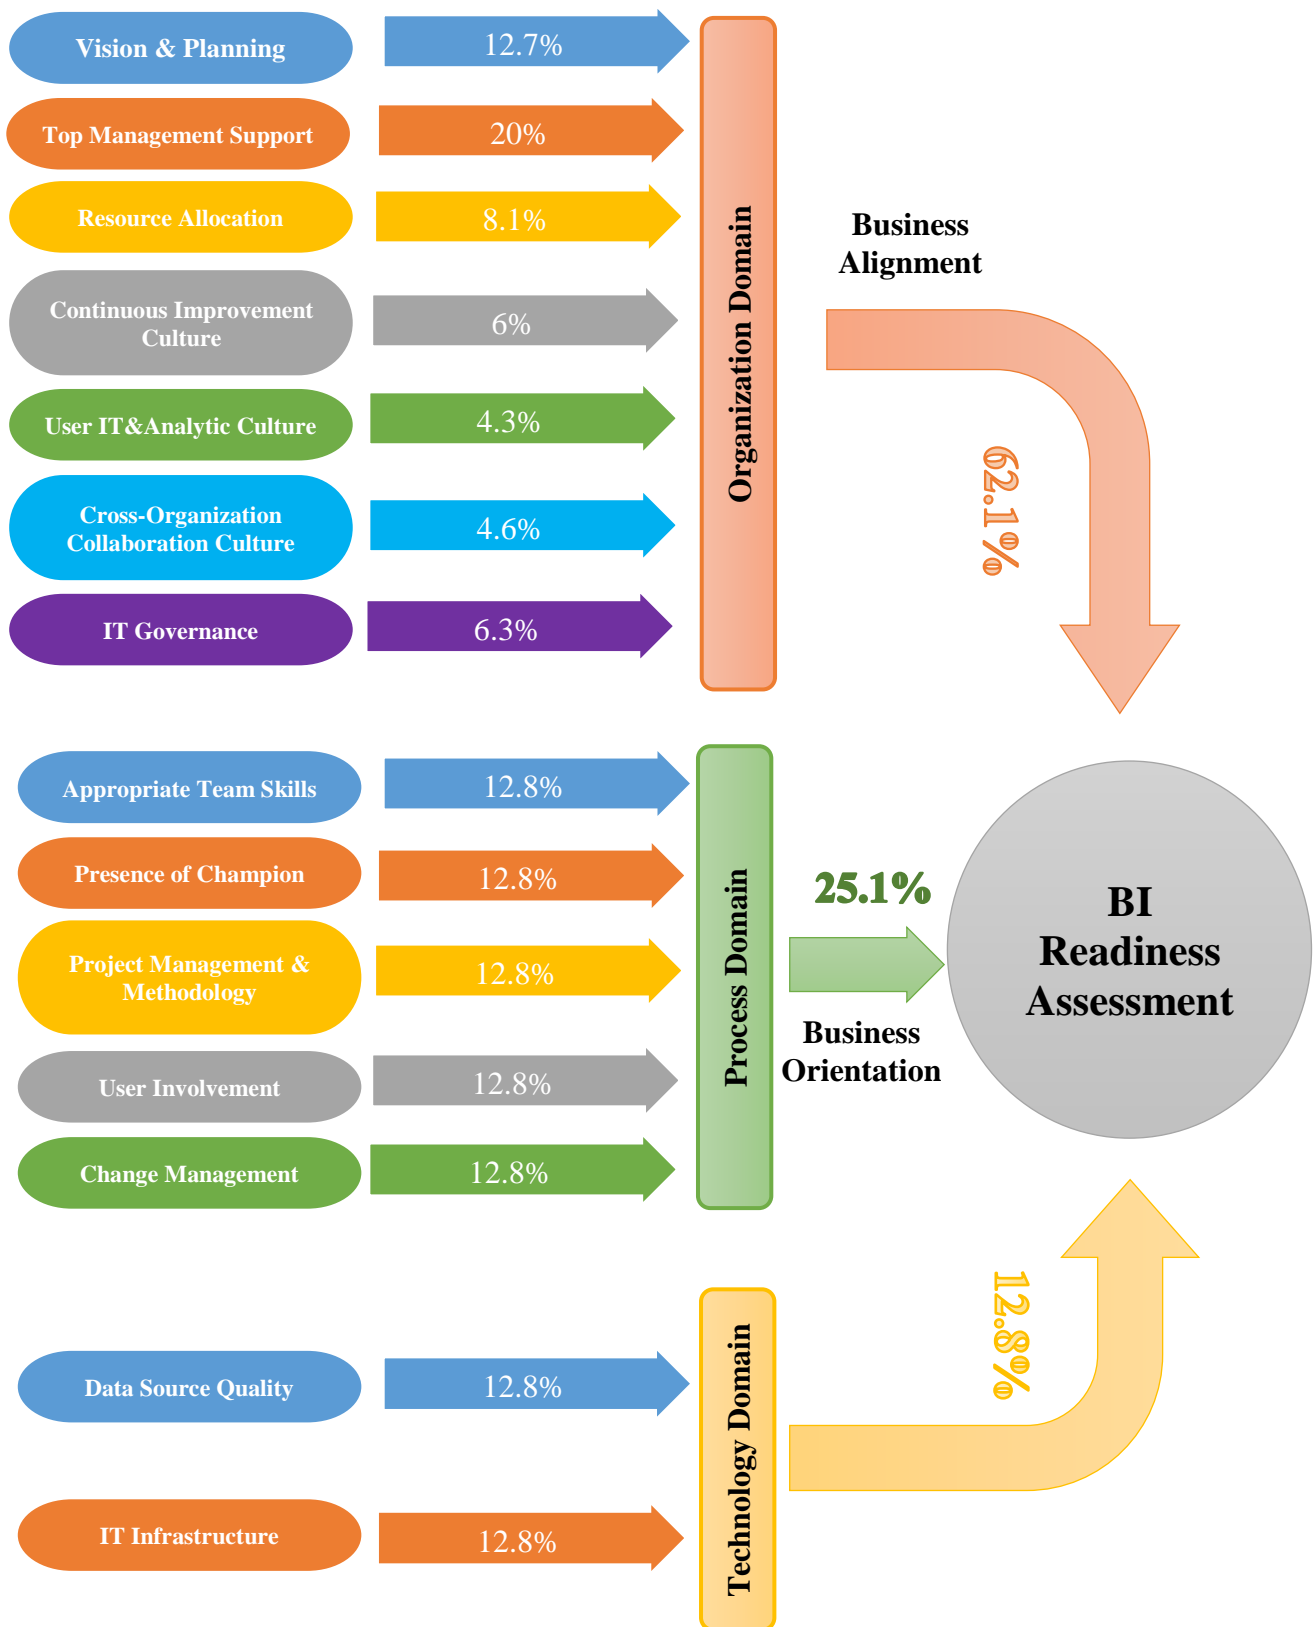 Vision & Planning
12.7%
Top Management Support
20%
Resource Allocation
8.1%
Continuous Improvement
Culture
6%
User IT&Analytic Culture
4.3%
Cross-Organization
Collaboration Culture
4.6%
IT Governance
6.3%
Organization Domain
Business
Alignment
62.1%
Appropriate Team Skills
12.8%
Presence of Champion
12.8%
Project Management &
Methodology
12.8%
User Involvement
12.8%
Change Management
12.8%
Process Domain
25.1%
Business
Orientation
BI
Readiness
Assessment
Data Source Quality
12.8%
IT Infrastructure
12.8%
Technology Domain
12.8%